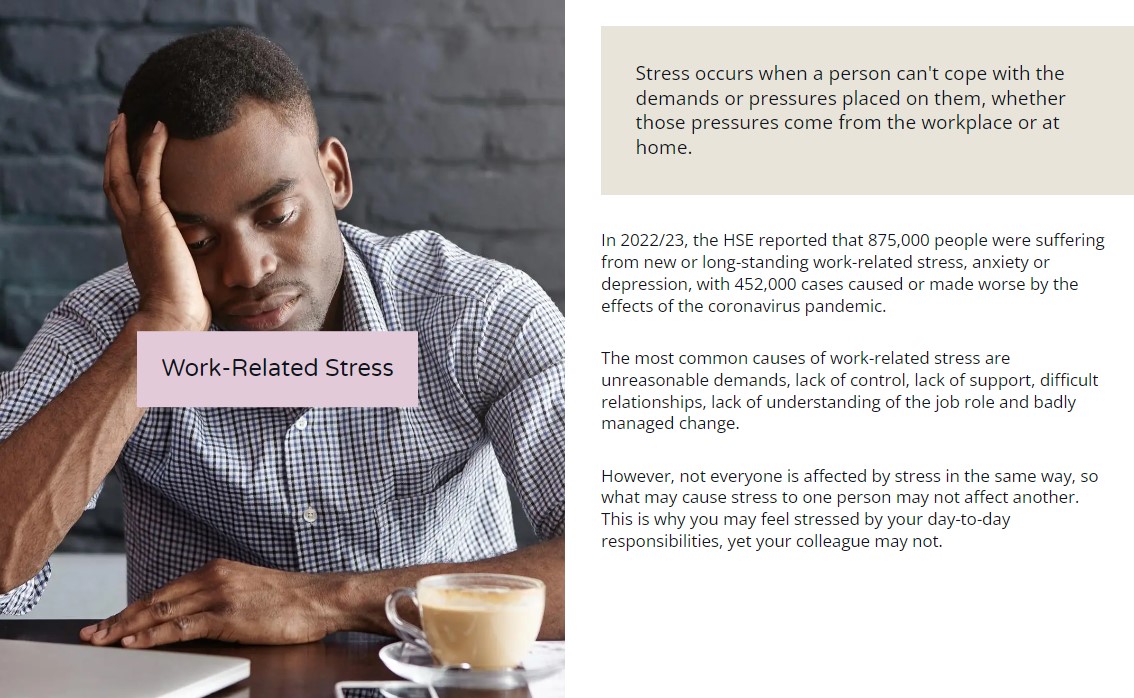 Work-Related Stress
Stress occurs when a person can't cope with the
demands or pressures placed on them, whether
those pressures come from the workplace or at
home.
In 2022/23, the HSE reported that 875,000 people were suffering
from new or long-standing work-related stress, anxiety or
depression, with 452,000 cases caused or made worse by the
effects of the coronavirus pandemic.
The most common causes of work-related stress are
unreasonable demands, lack of control, lack of support, difficult
relationships, lack of understanding of the job role and badly
managed change.
However, not everyone is affected by stress in the same way, so
what may cause stress to one person may not affect another.
This is why you may feel stressed by your day-to-day
responsibilities, yet your colleague may not.